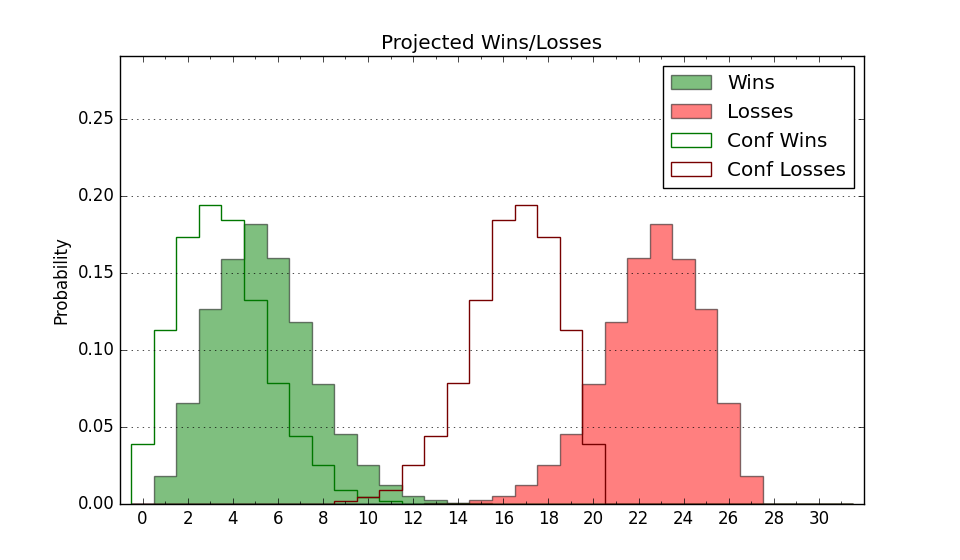 Projected Wins/Losses
Wins
Losses
Conf Wins
Conf Losses
Probability
0.25
0.20
0.15
0.10
0.05
0.00
0 2 4 6 8 10 12 14 16 18 20 22 24 26 28 30